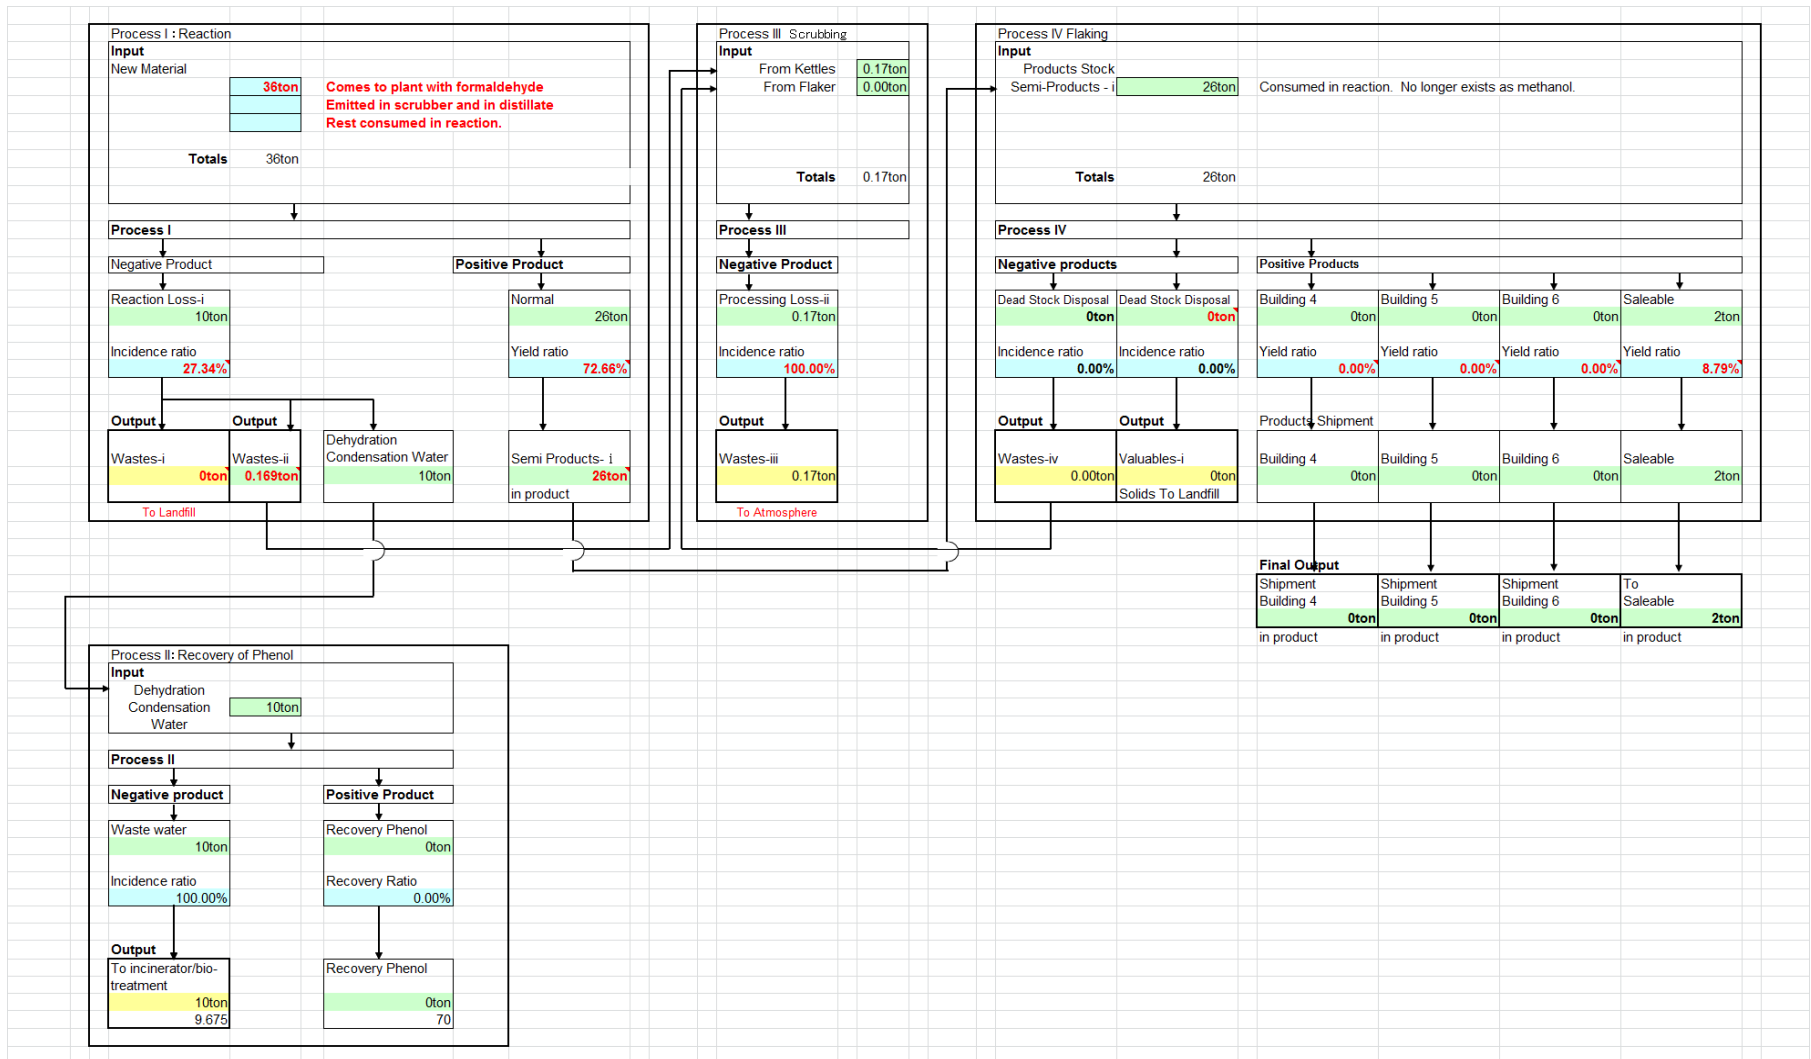 Process I : Reaction
Input
New Material
36ton
Comes to plant with formaldehyde
Emitted in scrubber and in distillate
Rest consumed in reaction.
Totals 36ton
Process I
Negative Product
Positive Product
Reaction Loss-i
10ton
Incidence ratio
27.34%
Normal
26ton
Yield ratio
72.66%
Output
Wastes-i
0ton
To Landfill
Output
Wastes-ii
0.169ton
Dehydration
Condensation Water
10ton
Semi Products- i
26ton
in product
Process III Scrubbing
Input
From Kettles 0.17ton
From Flaker 0.00ton
Totals 0.17ton
Process III
Negative Product
Processing Loss-ii
0.17ton
Incidence ratio
100.00%
Output
Wastes-iii
0.17ton
To Atmosphere
Process IV Flaking
Input
Products Stock
Semi-Products - i 26ton
Consumed in reaction. No longer exists as methanol.
Totals 26ton
Process IV
Negative products
Positive Products
Dead Stock Disposal
0ton
Incidence ratio
0.00%
Dead Stock Disposal
0ton
Incidence ratio
0.00%
Building 4
0ton
Yield ratio
0.00%
Building 5
0ton
Yield ratio
0.00%
Building 6
0ton
Yield ratio
0.00%
Saleable
2ton
Yield ratio
8.79%
Output
Wastes-iv
0.00ton
Output
Valuables-i
0ton
Solids To Landfill
Products Shipment
Building 4
0ton
Building 5
0ton
Building 6
0ton
Saleable
2ton
Final Output
Shipment
Building 4
0ton
in product
Shipment
Building 5
0ton
in product
Shipment
Building 6
0ton
in product
To
Saleable
2ton
in product
Process II: Recovery of Phenol
Input
Dehydration
Condensation
Water
10ton
Process II
Negative product
Positive Product
Waste water
10ton
Incidence ratio
100.00%
Recovery Phenol
0ton
Recovery Ratio
0.00%
Output
To incinerator/bio-
treatment
10ton
9.675
Recovery Phenol
0ton
70